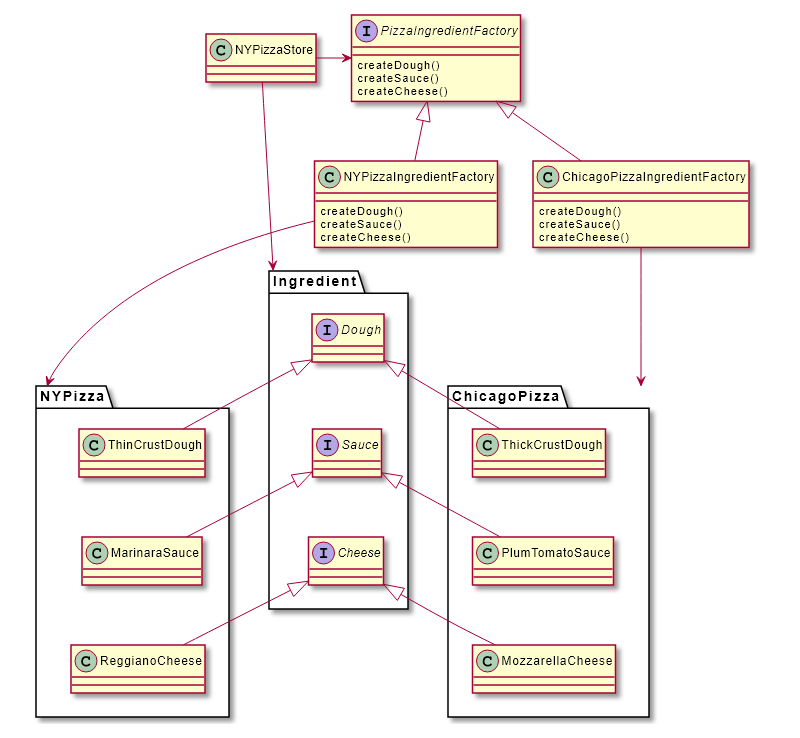 I PizzaIngredientFactory
createDough()
createSauce()
createCheese()
C NYPizzaStore
C NYPizzaIngredientFactory
createDough()
createSauce()
createCheese()
C ChicagoPizzaIngredientFactory
createDough()
createSauce()
createCheese()
Ingredient
I Dough
I Sauce
I Cheese
NYPizza
C ThinCrustDough
C MarinaraSauce
C ReggianoCheese
ChicagoPizza
C ThickCrustDough
C PlumTomatoSauce
C MozzarellaCheese